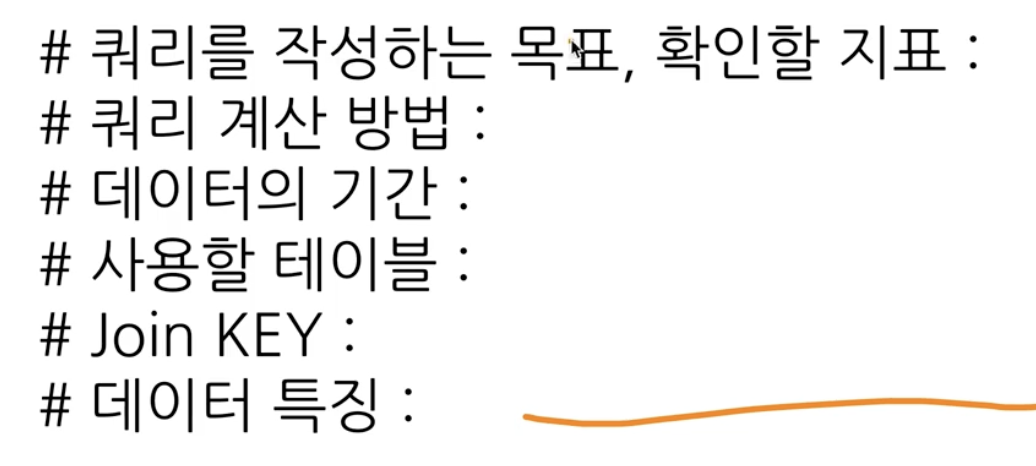 # 쿼리를 작성하는 목표, 확인할 지표 :
# 쿼리 계산 방법 :
# 데이터의 기간 :
# 사용할 테이블 :
# Join KEY :
# 데이터 특징 :